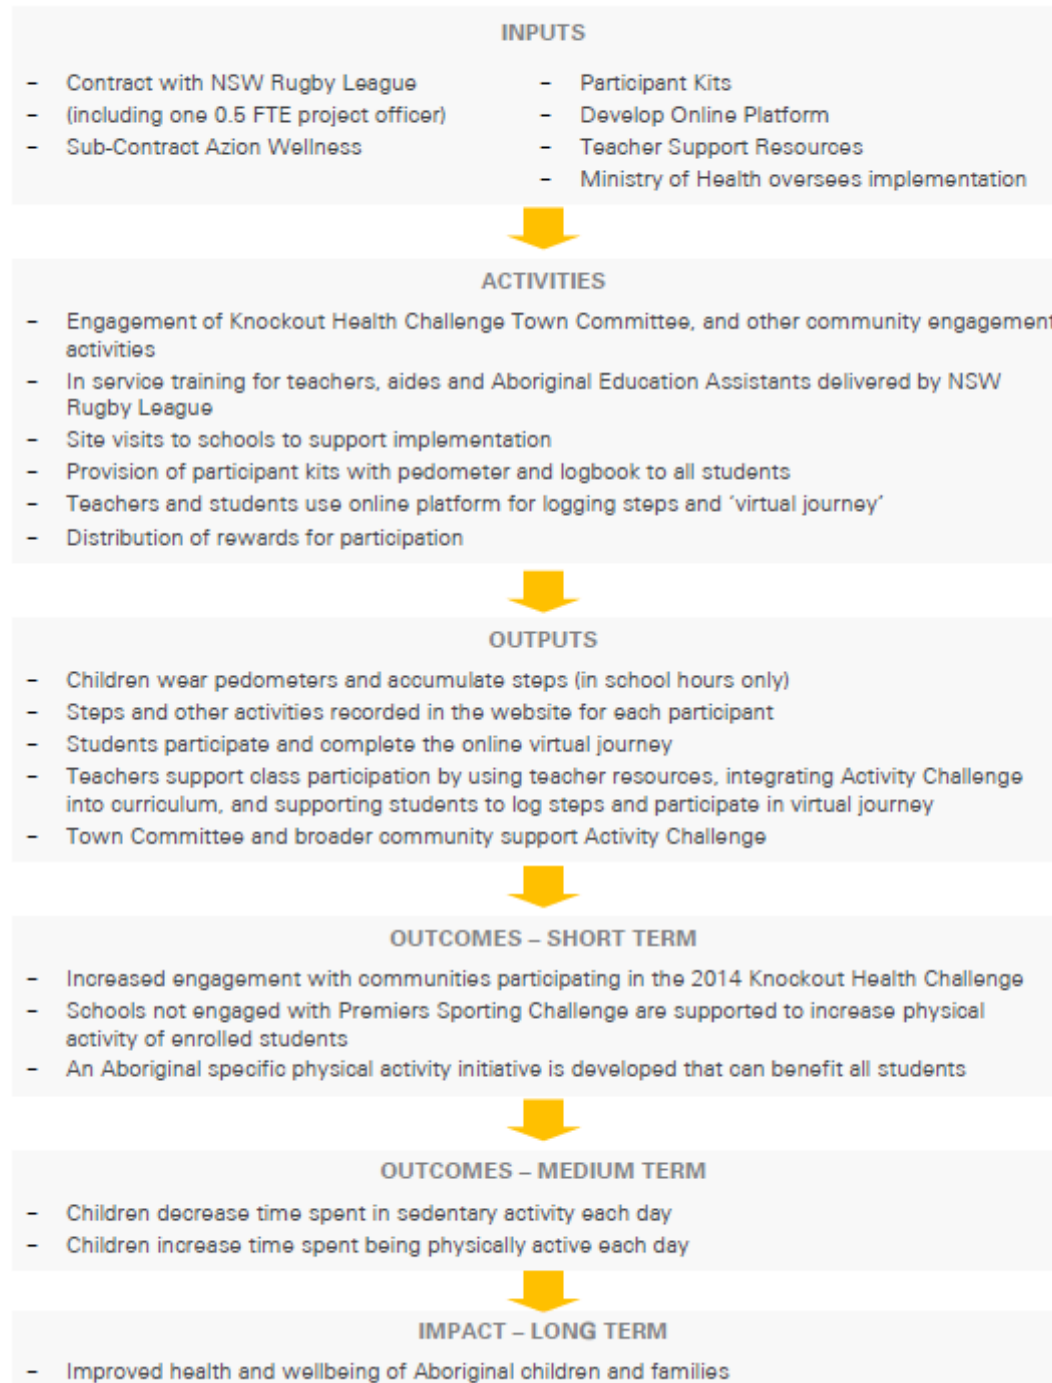 INPUTS
- Contract with NSW Rugby League
- (including one 0.5 FTE project officer)
- Sub-Contract Azion Wellness
- Participant Kits
- Develop Online Platform
- Teacher Support Resources
- Ministry of Health oversees implementation
ACTIVITIES
- Engagement of Knockout Health Challenge Town Committee, and other community engagement
activities
- In service training for teachers, aides and Aboriginal Education Assistants delivered by NSW
Rugby League
- Site visits to schools to support implementation
- Provision of participant kits with pedometer and logbook to all students
- Teachers and students use online platform for logging steps and ‘virtual journey’
- Distribution of rewards for participation
OUTPUTS
- Children wear pedometers and accumulate steps (in school hours only)
- Steps and other activities recorded in the website for each participant
- Students participate and complete the online virtual journey
- Teachers support class participation by using teacher resources, integrating Activity Challenge
into curriculum, and supporting students to log steps and participate in virtual journey
- Town Committee and broader community support Activity Challenge
OUTCOMES – SHORT TERM
- Increased engagement with communities participating in the 2014 Knockout Health Challenge
- Schools not engaged with Premiers Sporting Challenge are supported to increase physical
activity of enrolled students
- An Aboriginal specific physical activity initiative is developed that can benefit all students
OUTCOMES – MEDIUM TERM
- Children decrease time spent in sedentary activity each day
- Children increase time spent being physically active each day
IMPACT – LONG TERM
- Improved health and wellbeing of Aboriginal children and families